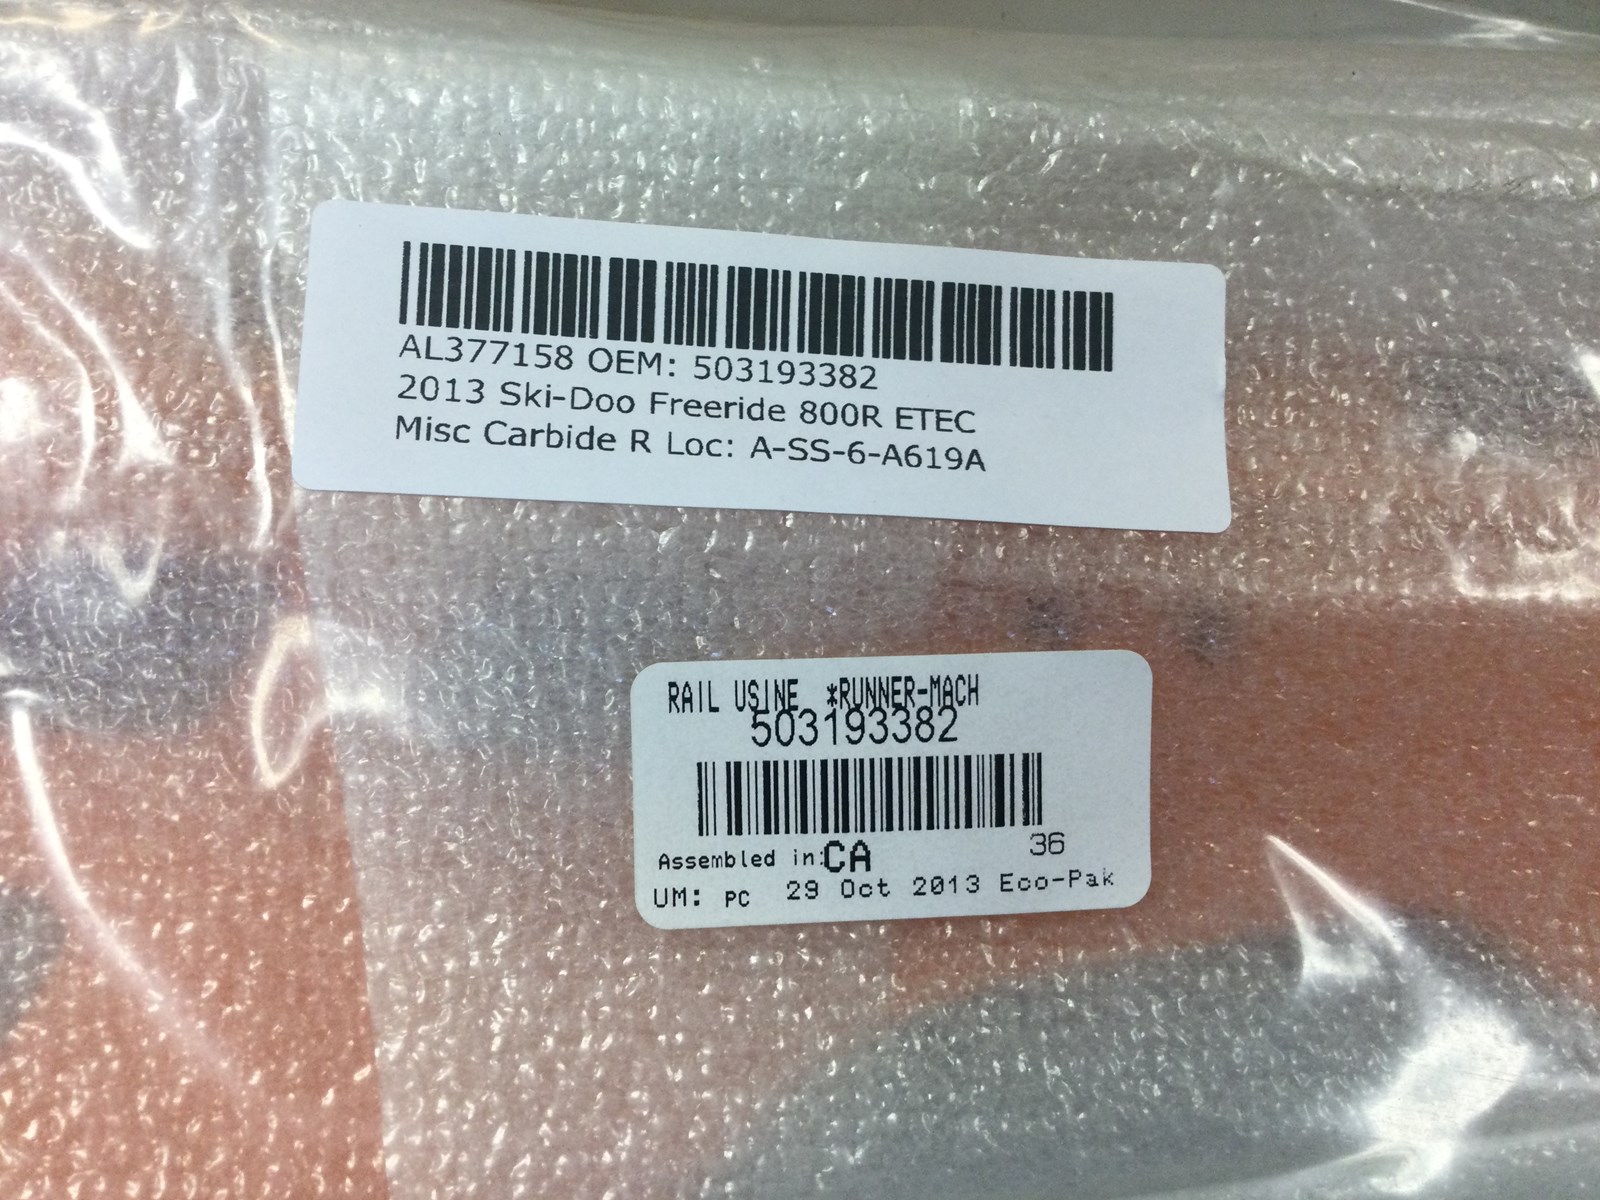 AL377158 OEM: 503193382
2013 Ski-Doo Freeride 800R ETEC
Misc Carbide R Loc: A-SS-6-A619A
RAIL USINE *RUNNER-MACH
503193382
Assembled in:CA 36
UM: PC 29 Oct 2013 Eco-Pak